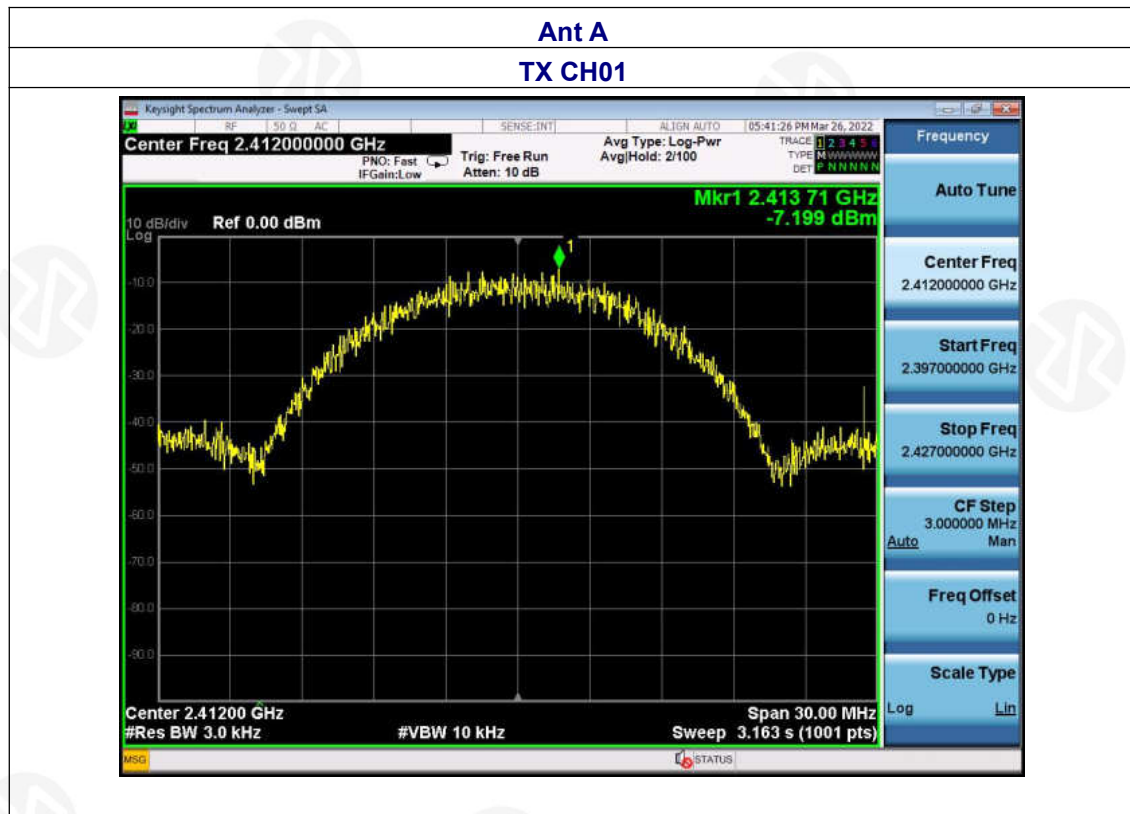 Ant A
TX CH01
Keysight Spectrum Analyzer - Swept SA
RF 50 Ω AC SENSE:INT ALIGN AUTO 05:41:26 PM Mar 26, 2022
Center Freq 2.412000000 GHz
PNO: Fast
IFGain:Low
Trig: Free Run
Atten: 10 dB
Avg Type: Log-Pwr
Avg|Hold: 2/100
TRACE 1 2 3 4 5 6
TYPE M W W W W W
DET P N N N N N
Mkr1 2.413 71 GHz
-7.199 dBm
10 dB/div Ref 0.00 dBm
Log
1
-10.0
-20.0
-30.0
-40.0
-50.0
-60.0
-70.0
-80.0
-90.0
Center 2.41200 GHz Span 30.00 MHz
#Res BW 3.0 kHz #VBW 10 kHz Sweep 3.163 s (1001 pts)
MSG STATUS
Frequency
Auto Tune
Center Freq
2.412000000 GHz
Start Freq
2.397000000 GHz
Stop Freq
2.427000000 GHz
CF Step
3.000000 MHz
Auto Man
Freq Offset
0 Hz
Scale Type
Log Lin